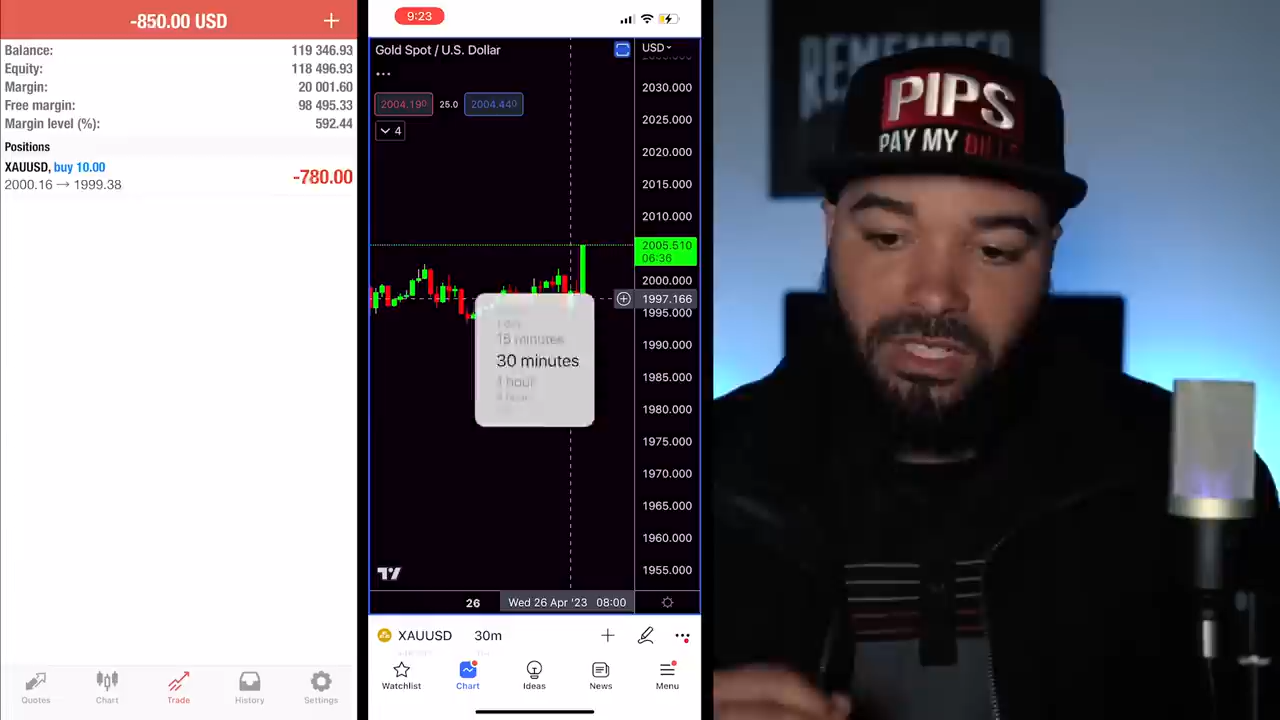 -850.00 USD
Balance: 119 346.93
Equity: 118 496.93
Margin: 20 001.60
Free margin: 98 495.33
Margin level (%): 592.44
Positions
XAUUSD, buy 10.00
2000.16 → 1999.38
-780.00
Quotes
Chart
Trade
History
Settings
9:23
Gold Spot / U.S. Dollar
USD
2004.190
25.0
2004.440
4
2030.000
2025.000
2020.000
2015.000
2010.000
2005.510
06:36
2000.000
1997.166
1995.000
1990.000
1985.000
1980.000
1975.000
1970.000
1965.000
1960.000
1955.000
15 minutes
30 minutes
1 hour
26
Wed 26 Apr '23 08:00
XAUUSD 30m
Watchlist
Chart
Ideas
News
Menu
REMEMBER
PIPS
PAY MY BILLS